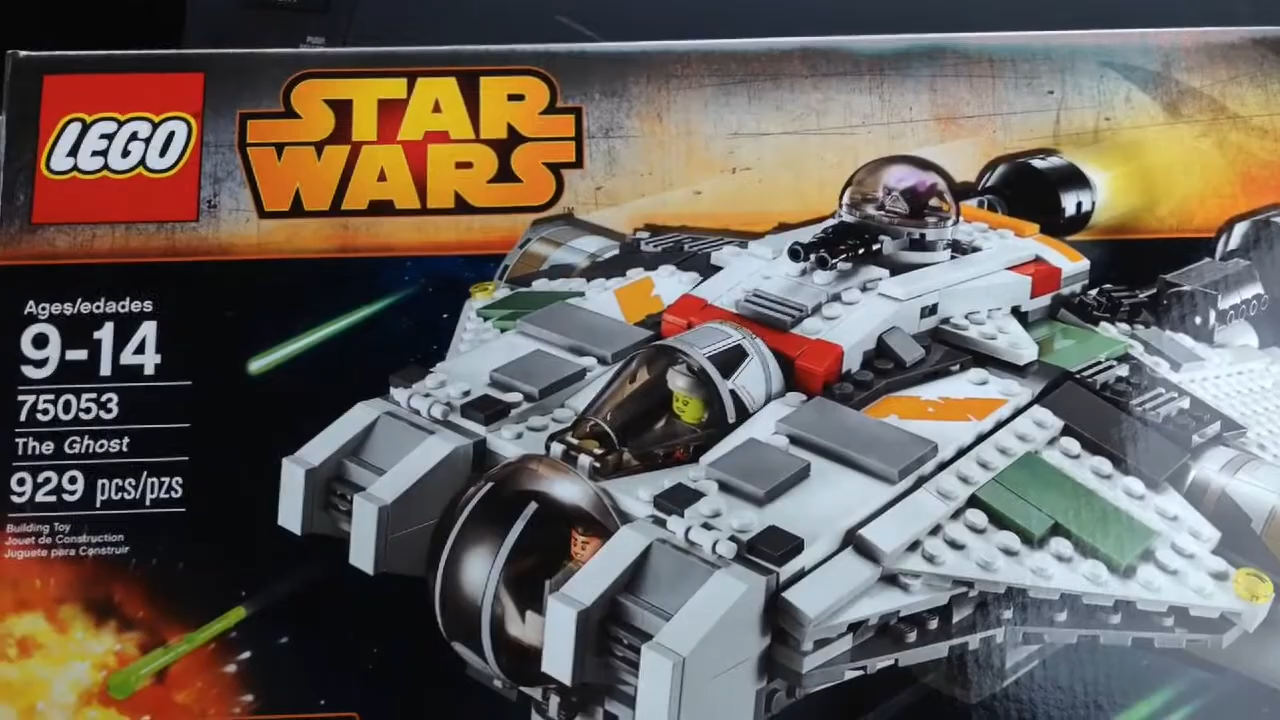 LEGO
STAR
WARS
™
Ages/edades
9-14
75053
The Ghost
929 pcs/pzs
Building Toy
Jouet de Construction
Juguete para Construir